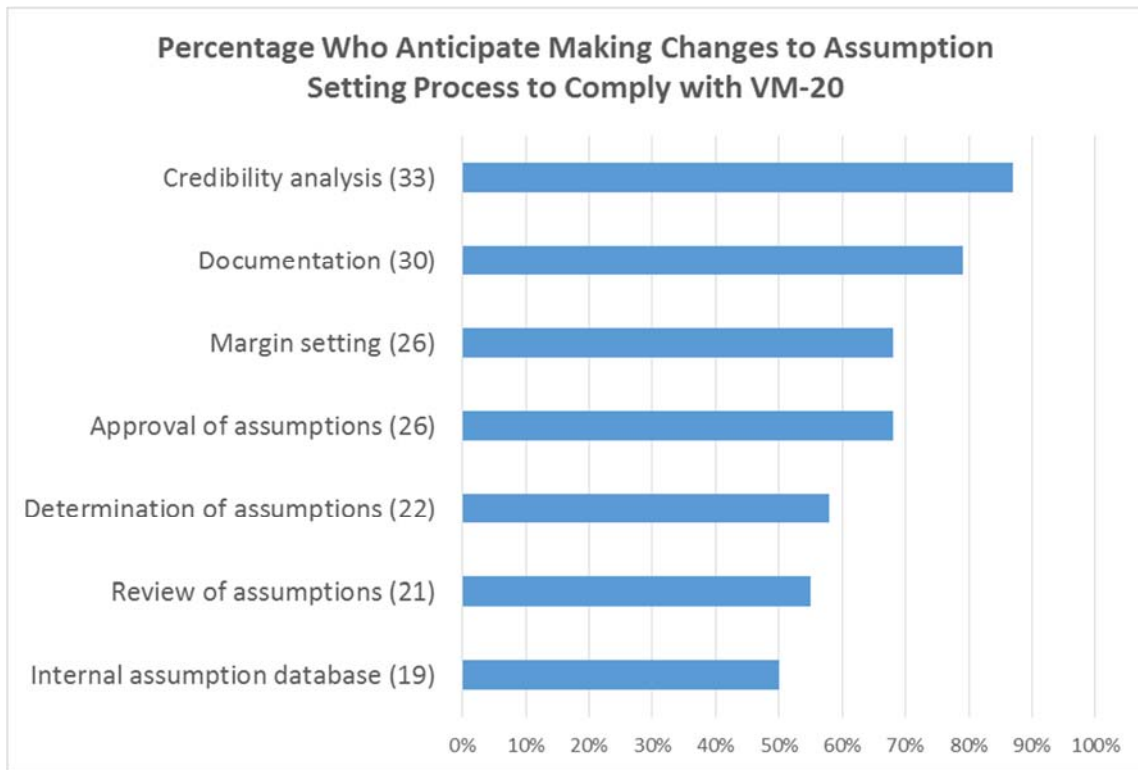 Percentage Who Anticipate Making Changes to Assumption
Setting Process to Comply with VM-20
Credibility analysis (33)
Documentation (30)
Margin setting (26)
Approval of assumptions (26)
Determination of assumptions (22)
Review of assumptions (21)
Internal assumption database (19)
0% 10% 20% 30% 40% 50% 60% 70% 80% 90% 100%